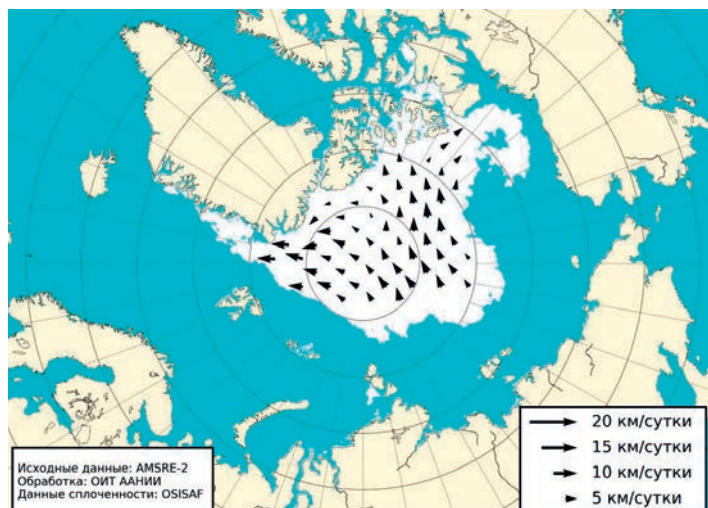 Исходные данные: AMSRE-2
Обработка: ОИТ ААНИИ
Данные сплоченности: OSISAF
20 км/сутки
15 км/сутки
10 км/сутки
5 км/сутки